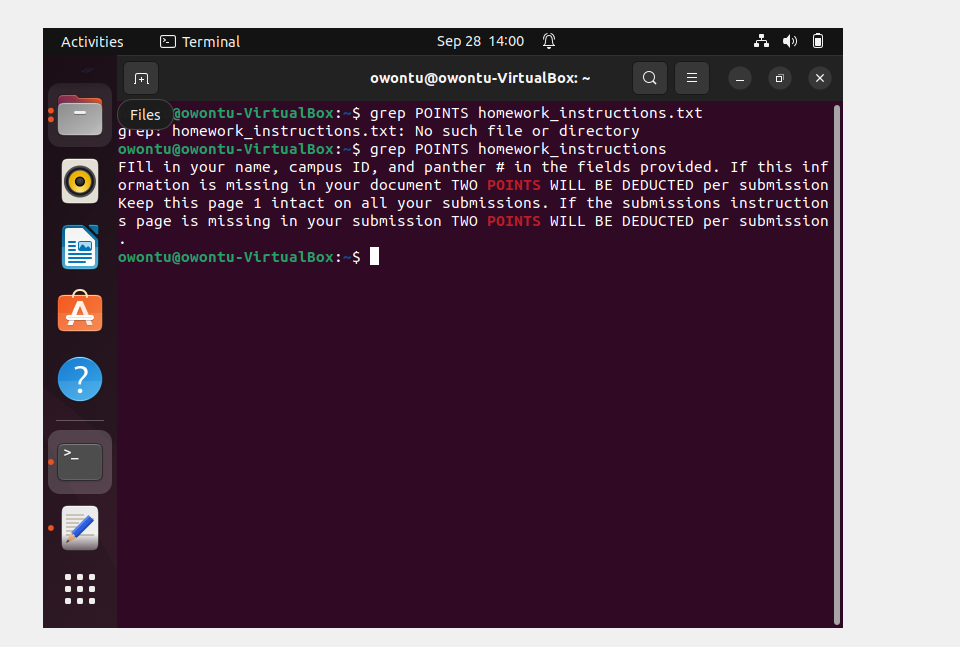 Activities Terminal Sep 28 14:00
owontu@owontu-VirtualBox: ~
Files @owontu-VirtualBox:~$ grep POINTS homework_instructions.txt
grep: homework_instructions.txt: No such file or directory
owontu@owontu-VirtualBox:~$ grep POINTS homework_instructions
FIll in your name, campus ID, and panther # in the fields provided. If this inf
ormation is missing in your document TWO POINTS WILL BE DEDUCTED per submission
Keep this page 1 intact on all your submissions. If the submissions instruction
s page is missing in your submission TWO POINTS WILL BE DEDUCTED per submission
.
owontu@owontu-VirtualBox:~$